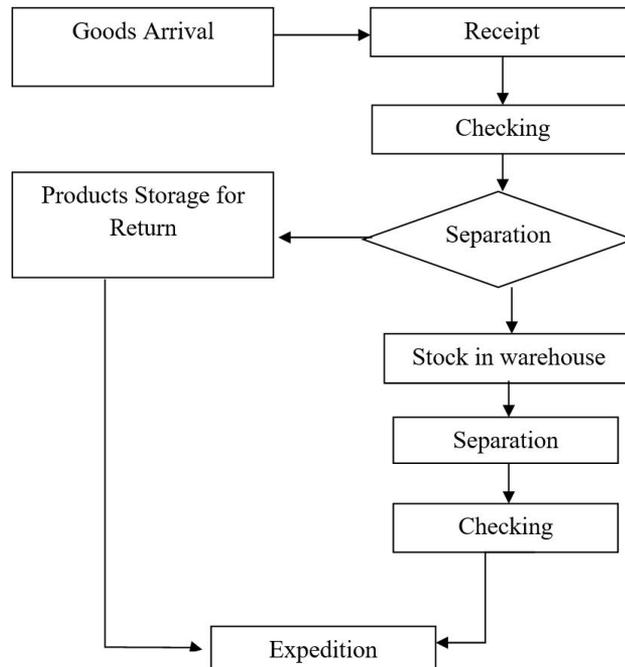 Goods Arrival
Receipt
Checking
Products Storage for
Return
Separation
Stock in warehouse
Separation
Checking
Expedition